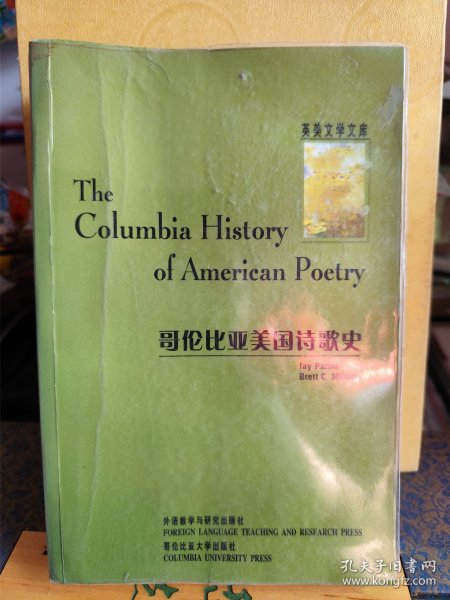 英美文学文库
The
Columbia History
of American Poetry
哥伦比亚美国诗歌史
Jay Parini
Brett C.
外语教学与研究出版社
FOREIGN LANGUAGE TEACHING AND RESEARCH PRESS
哥伦比亚大学出版社
COLUMBIA UNIVERSITY PRESS
孔夫子旧书网
www.kongfz.com